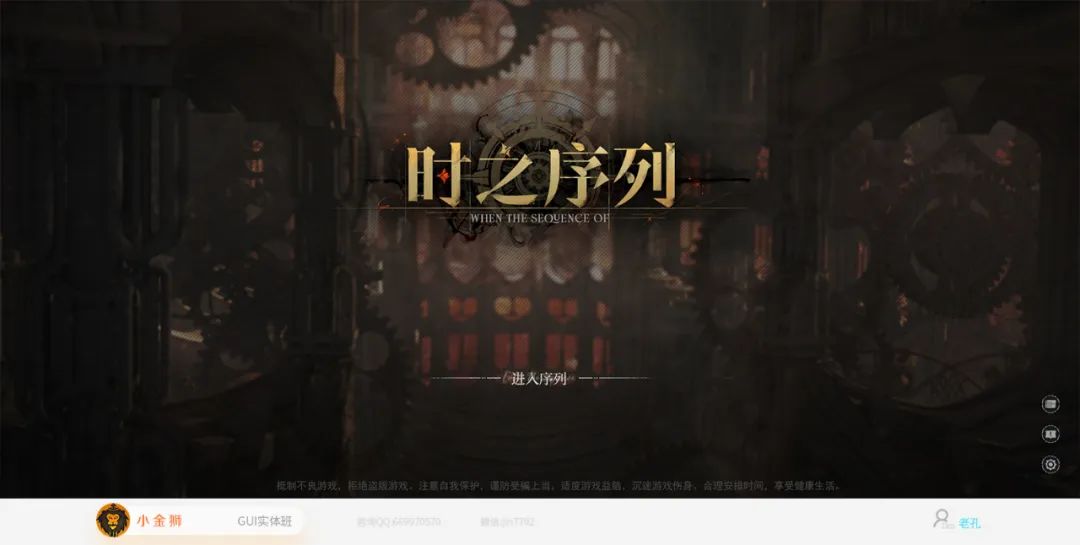 时之序列
WHEN THE SEQUENCE OF
进入序列
抵制不良游戏，拒绝盗版游戏。注意自我保护，谨防受骗上当。适度游戏益脑，沉迷游戏伤身。合理安排时间，享受健康生活。
小金狮 GUI实体班 咨询QQ:669970570 老孔